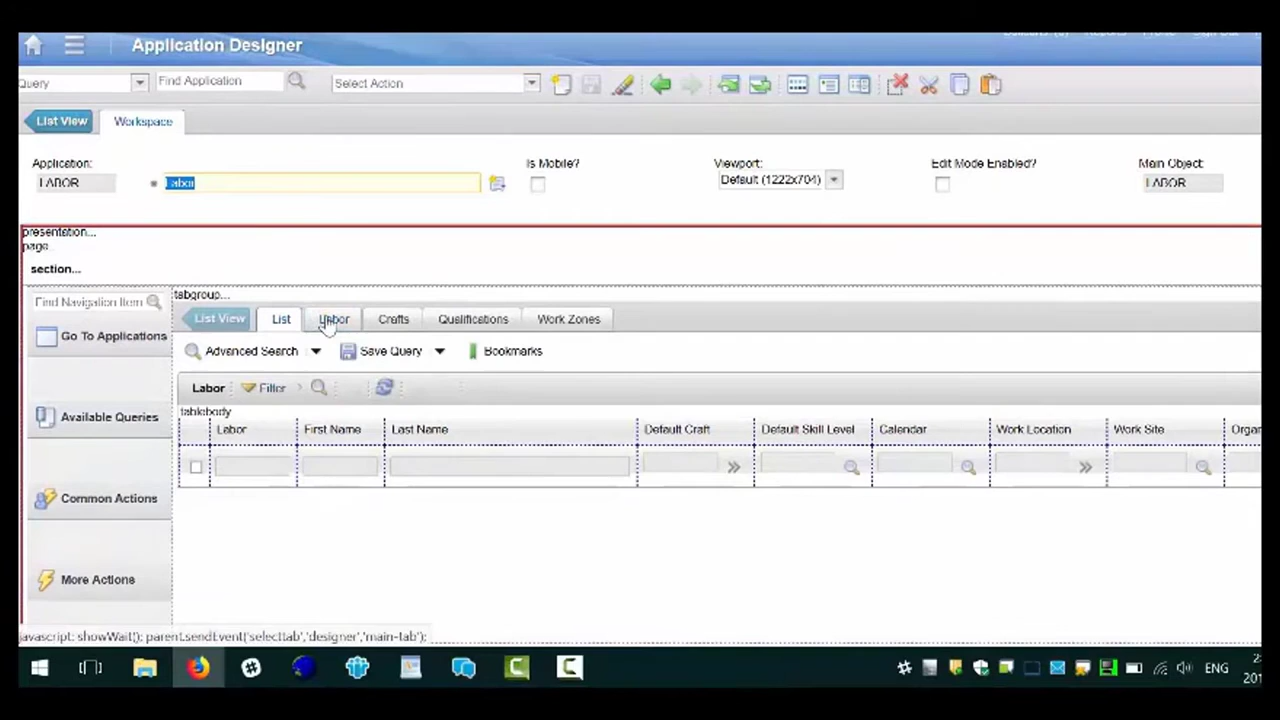 Application Designer
Query
Find Application
Select Action
List View
Workspace
Application:
Is Mobile?
Viewport:
Edit Mode Enabled?
Main Object:
LABOR
Labor
Default (1222x704)
LABOR
presentation...
page
section...
tabgroup...
Find Navigation Item
List View
List
Labor
Crafts
Qualifications
Work Zones
Go To Applications
Advanced Search
Save Query
Bookmarks
Labor
Filter
tablebody
Available Queries
Labor
First Name
Last Name
Default Craft
Default Skill Level
Calendar
Work Location
Work Site
Organ
Common Actions
More Actions
javascript: showWait(); parent.sendEvent('selecttab','designer','main-tab');
ENG